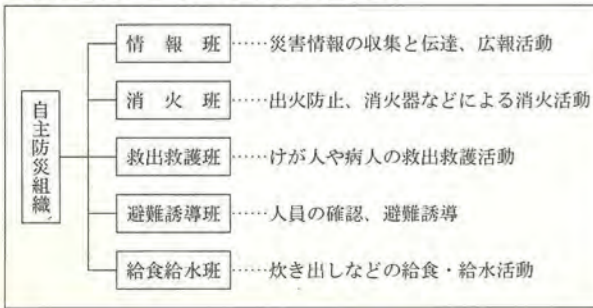 自主防災組織
情報班……災害情報の収集と伝達、広報活動
消火班……出火防止、消火器などによる消火活動
救出救護班……けが人や病人の救出救護活動
避難誘導班……人員の確認、避難誘導
給食給水班……炊き出しなどの給食・給水活動